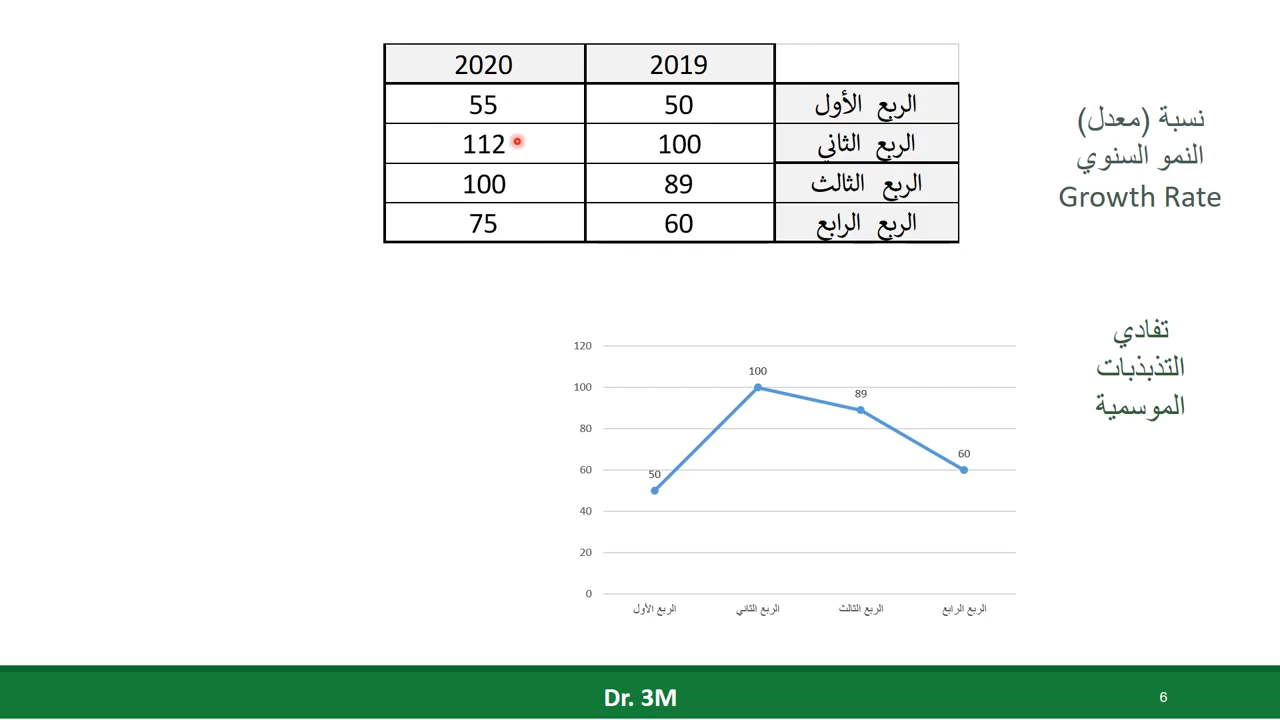 2020 2019
55 50 الربع الأول
112 100 الربع الثاني
100 89 الربع الثالث
75 60 الربع الرابع
نسبة (معدل)
النمو السنوي
Growth Rate
تفادي
التذبذبات
الموسمية
120
100
80
60
40
20
0
50
100
89
60
الربع الأول
الربع الثاني
الربع الثالث
الربع الرابع
Dr. 3M
6